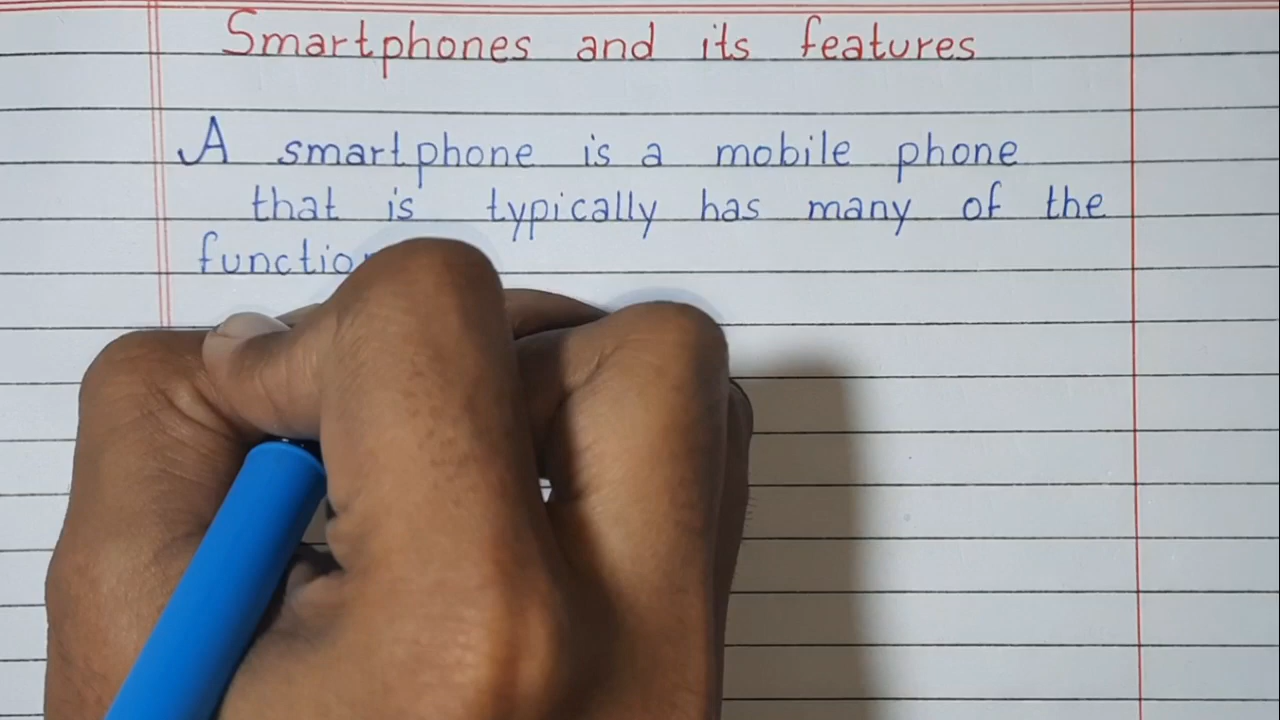 Smartphones and its features
A smartphone is a mobile phone
that is typically has many of the
functio